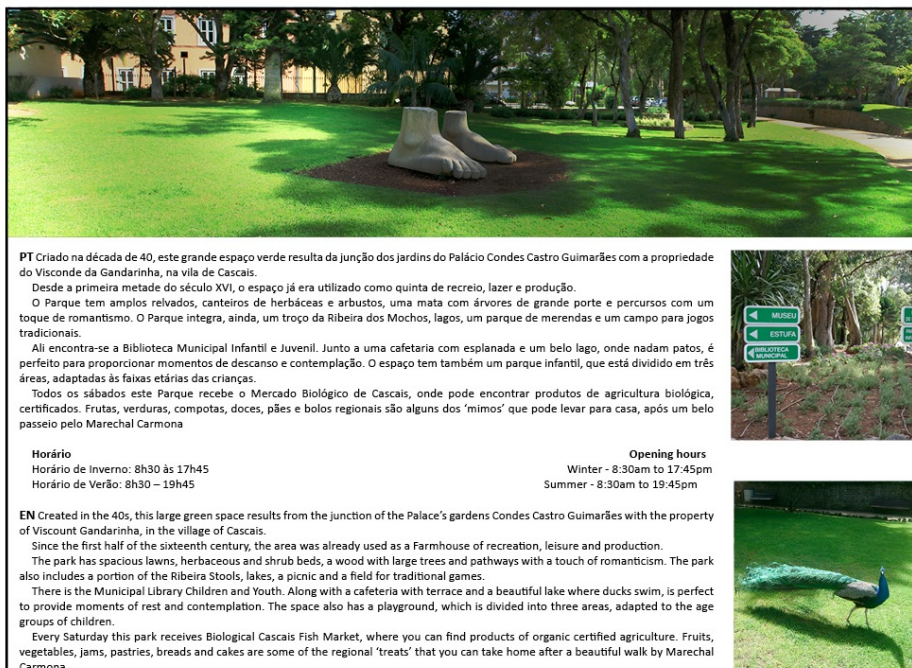 PT Criado na década de 40, este grande espaço verde resulta da junção dos jardins do Palácio Condes Castro Guimarães com a propriedade
do Visconde da Gandarinha, na vila de Cascais.
Desde a primeira metade do século XVI, o espaço já era utilizado como quinta de recreio, lazer e produção.
O Parque tem amplos relvados, canteiros de herbáceas e arbustos, uma mata com árvores de grande porte e percursos com um
toque de romantismo. O Parque integra, ainda, um troço da Ribeira dos Mochos, lagos, um parque de merendas e um campo para jogos
tradicionais.
Ali encontra-se a Biblioteca Municipal Infantil e Juvenil. Junto a uma cafetaria com esplanada e um belo lago, onde nadam patos, é
perfeito para proporcionar momentos de descanso e contemplação. O espaço tem também um parque infantil, que está dividido em três
áreas, adaptadas às faixas etárias das crianças.
Todos os sábados este Parque recebe o Mercado Biológico de Cascais, onde pode encontrar produtos de agricultura biológica,
certificados. Frutas, verduras, compotas, doces, pães e bolos regionais são alguns dos ‘mimos’ que pode levar para casa, após um belo
passeio pelo Marechal Carmona
MUSEU
ESTUFA
BIBLIOTECA
MUNICIPAL
Horário
Horário de Inverno: 8h30 às 17h45
Horário de Verão: 8h30 – 19h45
Opening hours
Winter - 8:30am to 17:45pm
Summer - 8:30am to 19:45pm
EN Created in the 40s, this large green space results from the junction of the Palace's gardens Condes Castro Guimarães with the property
of Viscount Gandarinha, in the village of Cascais.
Since the first half of the sixteenth century, the area was already used as a Farmhouse of recreation, leisure and production.
The park has spacious lawns, herbaceous and shrub beds, a wood with large trees and pathways with a touch of romanticism. The park
also includes a portion of the Ribeira Stools, lakes, a picnic and a field for traditional games.
There is the Municipal Library Children and Youth. Along with a cafeteria with terrace and a beautiful lake where ducks swim, is perfect
to provide moments of rest and contemplation. The space also has a playground, which is divided into three areas, adapted to the age
groups of children.
Every Saturday this park receives Biological Cascais Fish Market, where you can find products of organic certified agriculture. Fruits,
vegetables, jams, pastries, breads and cakes are some of the regional ‘treats’ that you can take home after a beautiful walk by Marechal
Carmona